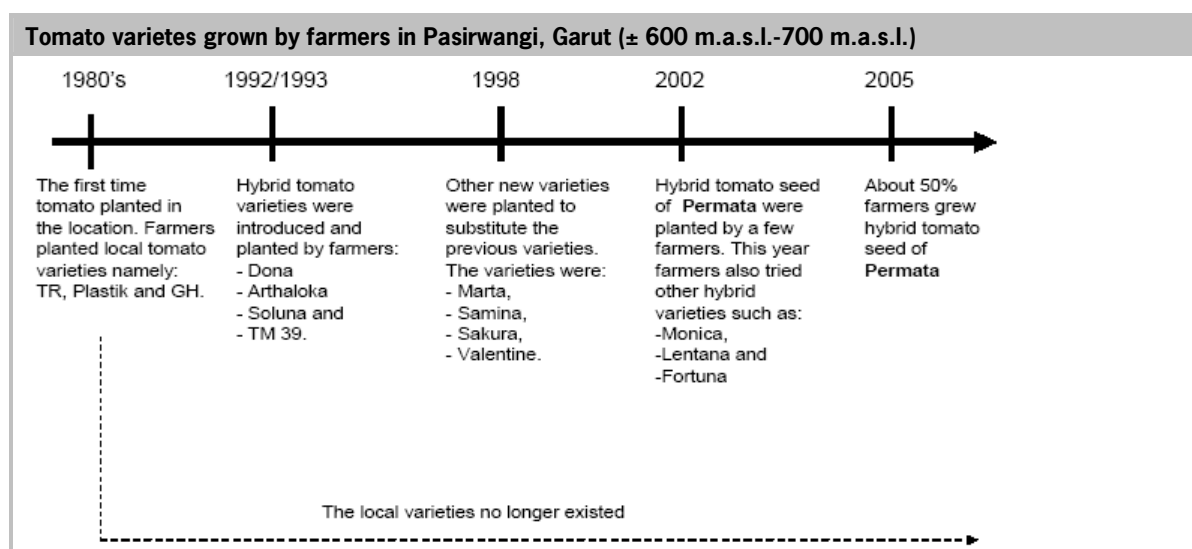 Tomato varietes grown by farmers in Pasirwangi, Garut (± 600 m.a.s.l.-700 m.a.s.l.)
1980's
1992/1993
1998
2002
2005
The first time
tomato planted in
the location. Farmers
planted local tomato
varieties namely:
TR, Plastik and GH.
Hybrid tomato
varieties were
introduced and
planted by farmers:
- Dona
- Arthaloka
- Soluna and
- TM 39.
Other new varieties
were planted to
substitute the
previous varieties.
The varieties were:
- Marta,
- Samina,
- Sakura,
- Valentine.
Hybrid tomato seed
of Permata were
planted by a few
farmers. This year
farmers also tried
other hybrid
varieties such as:
-Monica,
-Lentana and
-Fortuna
About 50%
farmers grew
hybrid tomato
seed of
Permata
The local varieties no longer existed